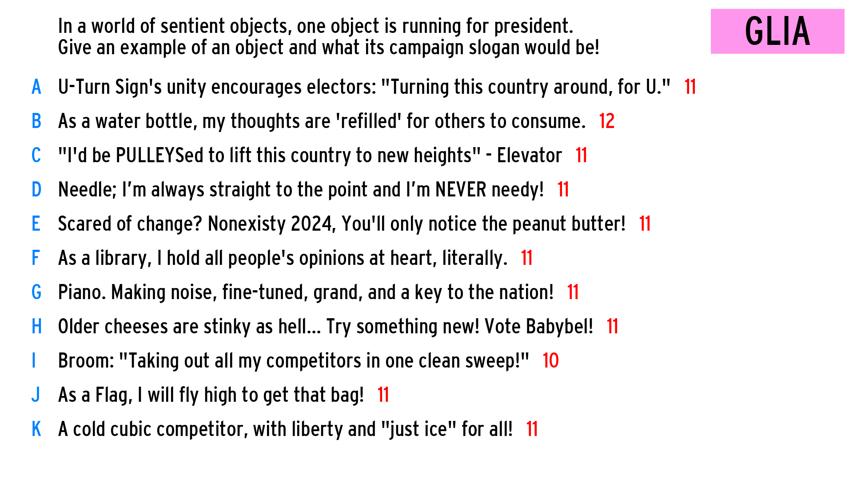 In a world of sentient objects, one object is running for president.
Give an example of an object and what its campaign slogan would be!
GLIA
A U-Turn Sign's unity encourages electors: "Turning this country around, for U." 11
B As a water bottle, my thoughts are 'refilled' for others to consume. 12
C "I'd be PULLEYSed to lift this country to new heights" - Elevator 11
D Needle; I'm always straight to the point and I'm NEVER needy! 11
E Scared of change? Nonexisty 2024, You'll only notice the peanut butter! 11
F As a library, I hold all people's opinions at heart, literally. 11
G Piano. Making noise, fine-tuned, grand, and a key to the nation! 11
H Older cheeses are stinky as hell... Try something new! Vote Babybel! 11
I Broom: "Taking out all my competitors in one clean sweep!" 10
J As a Flag, I will fly high to get that bag! 11
K A cold cubic competitor, with liberty and "just ice" for all! 11